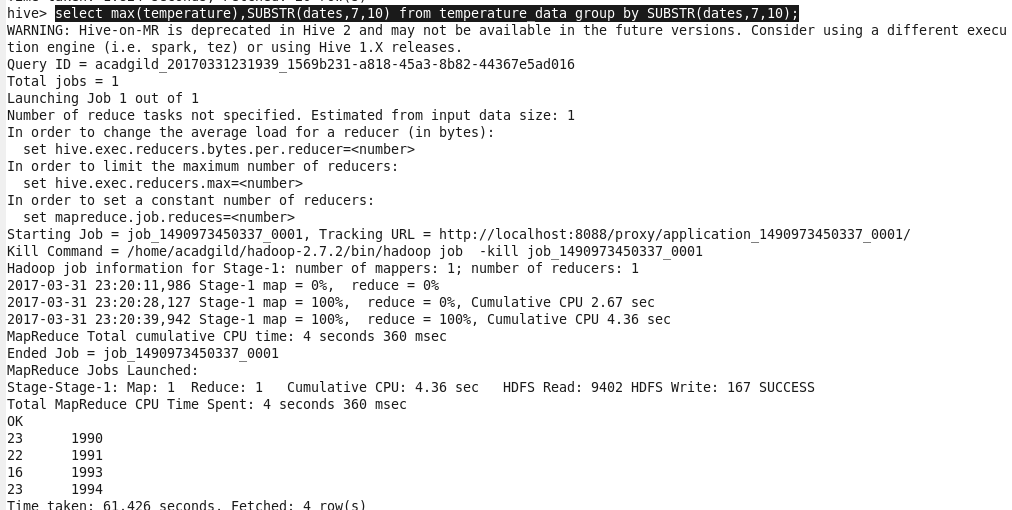 hive> select max(temperature),SUBSTR(dates,7,10) from temperature_data group by SUBSTR(dates,7,10);
WARNING: Hive-on-MR is deprecated in Hive 2 and may not be available in the future versions. Consider using a different execu
tion engine (i.e. spark, tez) or using Hive 1.X releases.
Query ID = acadgild_20170331231939_1569b231-a818-45a3-8b82-44367e5ad016
Total jobs = 1
Launching Job 1 out of 1
Number of reduce tasks not specified. Estimated from input data size: 1
In order to change the average load for a reducer (in bytes):
  set hive.exec.reducers.bytes.per.reducer=<number>
In order to limit the maximum number of reducers:
  set hive.exec.reducers.max=<number>
In order to set a constant number of reducers:
  set mapreduce.job.reduces=<number>
Starting Job = job_1490973450337_0001, Tracking URL = http://localhost:8088/proxy/application_1490973450337_0001/
Kill Command = /home/acadgild/hadoop-2.7.2/bin/hadoop job  -kill job_1490973450337_0001
Hadoop job information for Stage-1: number of mappers: 1; number of reducers: 1
2017-03-31 23:20:11,986 Stage-1 map = 0%,  reduce = 0%
2017-03-31 23:20:28,127 Stage-1 map = 100%,  reduce = 0%, Cumulative CPU 2.67 sec
2017-03-31 23:20:39,942 Stage-1 map = 100%,  reduce = 100%, Cumulative CPU 4.36 sec
MapReduce Total cumulative CPU time: 4 seconds 360 msec
Ended Job = job_1490973450337_0001
MapReduce Jobs Launched:
Stage-Stage-1: Map: 1  Reduce: 1   Cumulative CPU: 4.36 sec   HDFS Read: 9402 HDFS Write: 167 SUCCESS
Total MapReduce CPU Time Spent: 4 seconds 360 msec
OK
23      1990
22      1991
16      1993
23      1994
Time taken: 61.426 seconds, Fetched: 4 row(s)